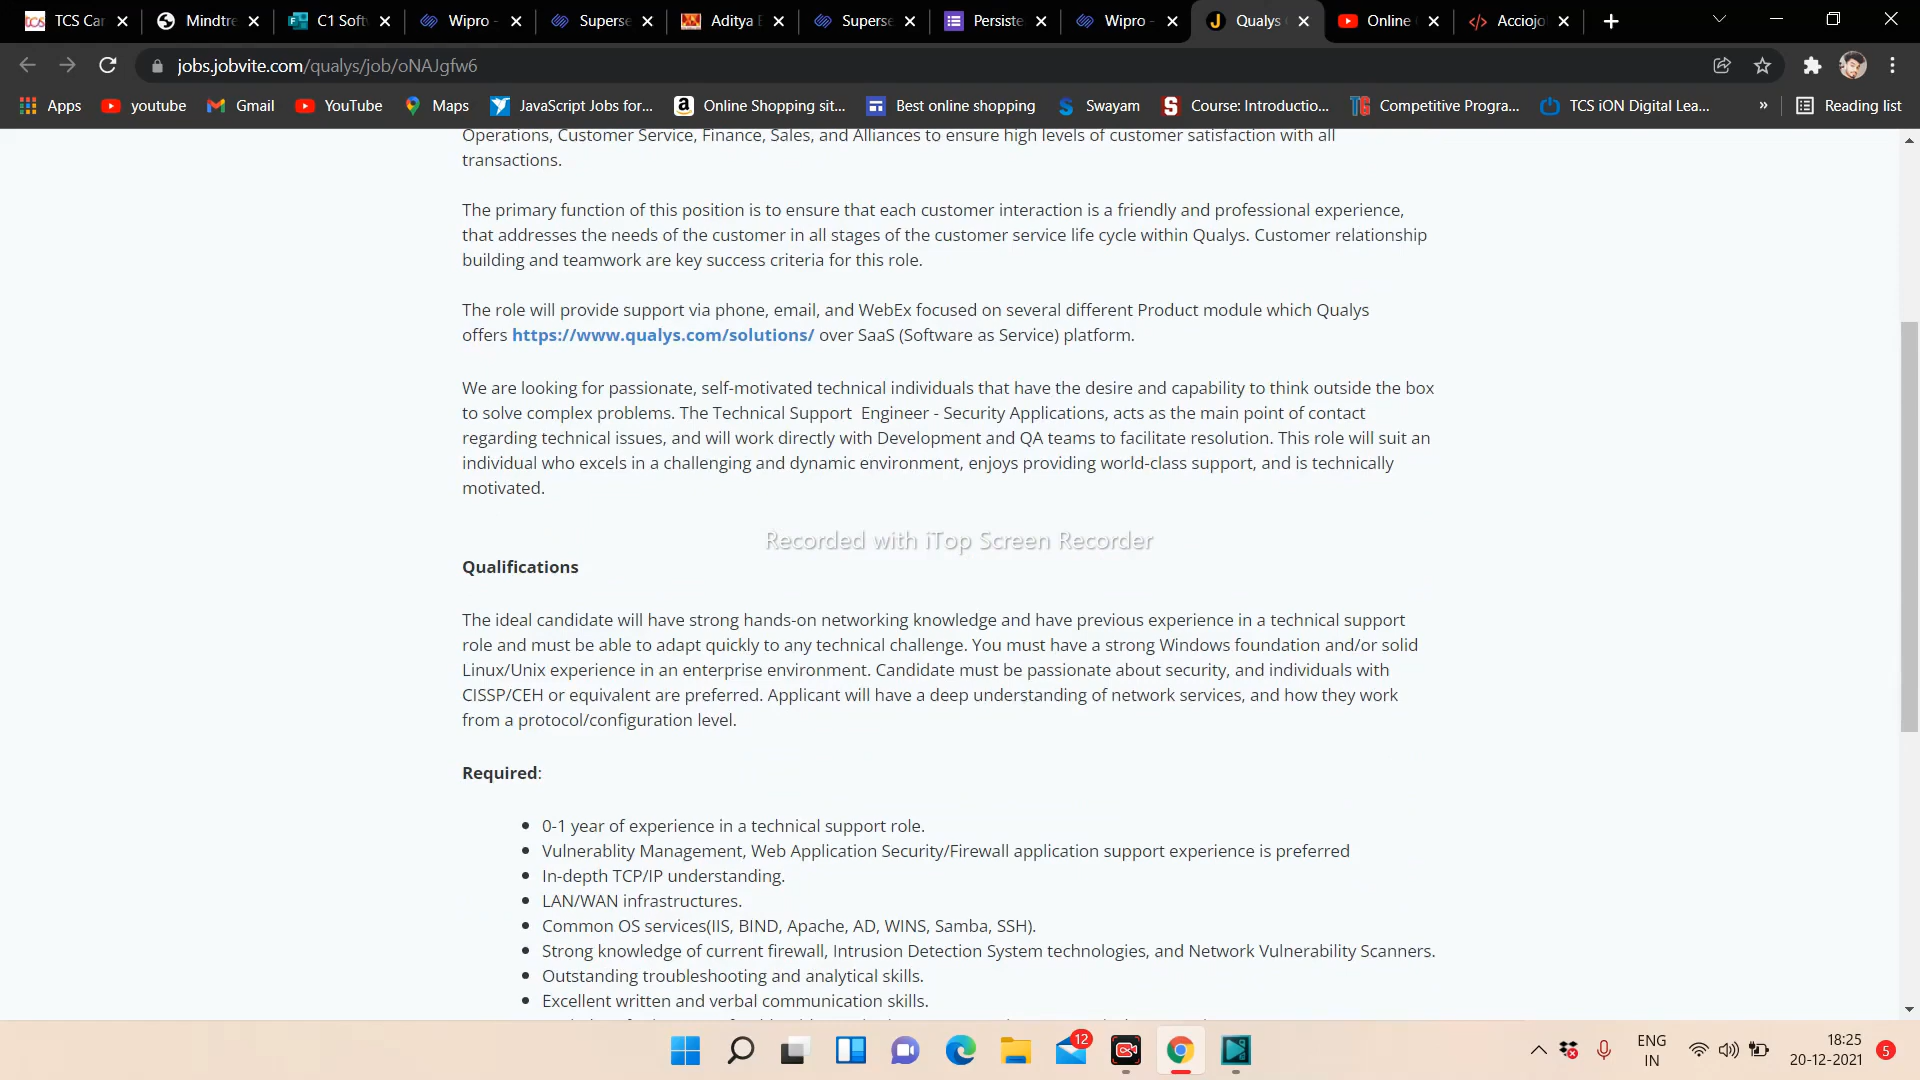 TCS Car
Mindtre
C1 Soft
Wipro -
Superse
Aditya B
Superse
Persiste
Wipro -
Qualys
Online
Acciojo
jobs.jobvite.com/qualys/job/oNAJgfw6
Apps
youtube
Gmail
YouTube
Maps
JavaScript Jobs for...
Online Shopping sit...
Best online shopping
Swayam
Course: Introductio...
Competitive Progra...
TCS iON Digital Lea...
»
Reading list
Operations, Customer Service, Finance, Sales, and Alliances to ensure high levels of customer satisfaction with all
transactions.
The primary function of this position is to ensure that each customer interaction is a friendly and professional experience,
that addresses the needs of the customer in all stages of the customer service life cycle within Qualys. Customer relationship
building and teamwork are key success criteria for this role.
The role will provide support via phone, email, and WebEx focused on several different Product module which Qualys
offers https://www.qualys.com/solutions/ over SaaS (Software as Service) platform.
We are looking for passionate, self-motivated technical individuals that have the desire and capability to think outside the box
to solve complex problems. The Technical Support Engineer - Security Applications, acts as the main point of contact
regarding technical issues, and will work directly with Development and QA teams to facilitate resolution. This role will suit an
individual who excels in a challenging and dynamic environment, enjoys providing world-class support, and is technically
motivated.
Recorded with iTop Screen Recorder
Qualifications
The ideal candidate will have strong hands-on networking knowledge and have previous experience in a technical support
role and must be able to adapt quickly to any technical challenge. You must have a strong Windows foundation and/or solid
Linux/Unix experience in an enterprise environment. Candidate must be passionate about security, and individuals with
CISSP/CEH or equivalent are preferred. Applicant will have a deep understanding of network services, and how they work
from a protocol/configuration level.
Required:
• 0-1 year of experience in a technical support role.
• Vulnerablity Management, Web Application Security/Firewall application support experience is preferred
• In-depth TCP/IP understanding.
• LAN/WAN infrastructures.
• Common OS services(IIS, BIND, Apache, AD, WINS, Samba, SSH).
• Strong knowledge of current firewall, Intrusion Detection System technologies, and Network Vulnerability Scanners.
• Outstanding troubleshooting and analytical skills.
• Excellent written and verbal communication skills.
12
ENG
IN
18:25
20-12-2021
5